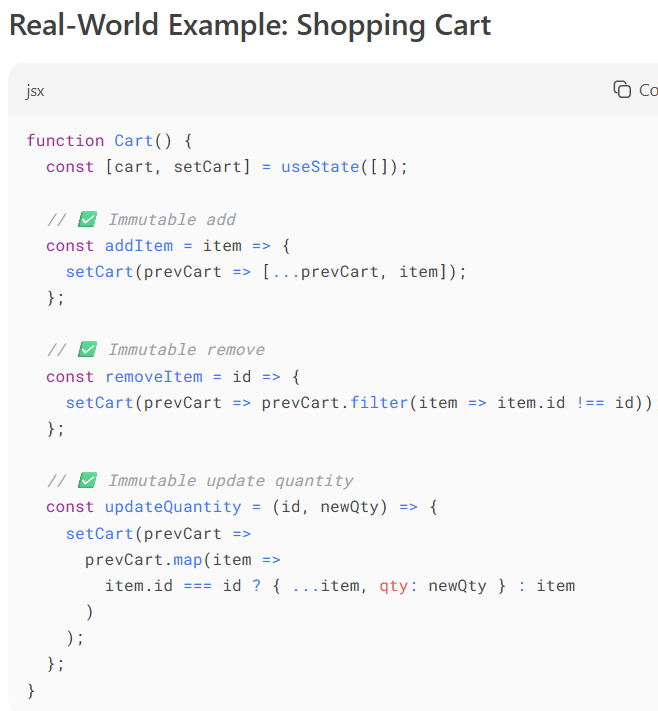 Real-World Example: Shopping Cart
jsx Co
function Cart() {
  const [cart, setCart] = useState([]);
  // ✅ Immutable add
  const addItem = item => {
    setCart(prevCart => [...prevCart, item]);
  };
  // ✅ Immutable remove
  const removeItem = id => {
    setCart(prevCart => prevCart.filter(item => item.id !== id))
  };
  // ✅ Immutable update quantity
  const updateQuantity = (id, newQty) => {
    setCart(prevCart =>
      prevCart.map(item =>
        item.id === id ? { ...item, qty: newQty } : item
      )
    );
  };
}